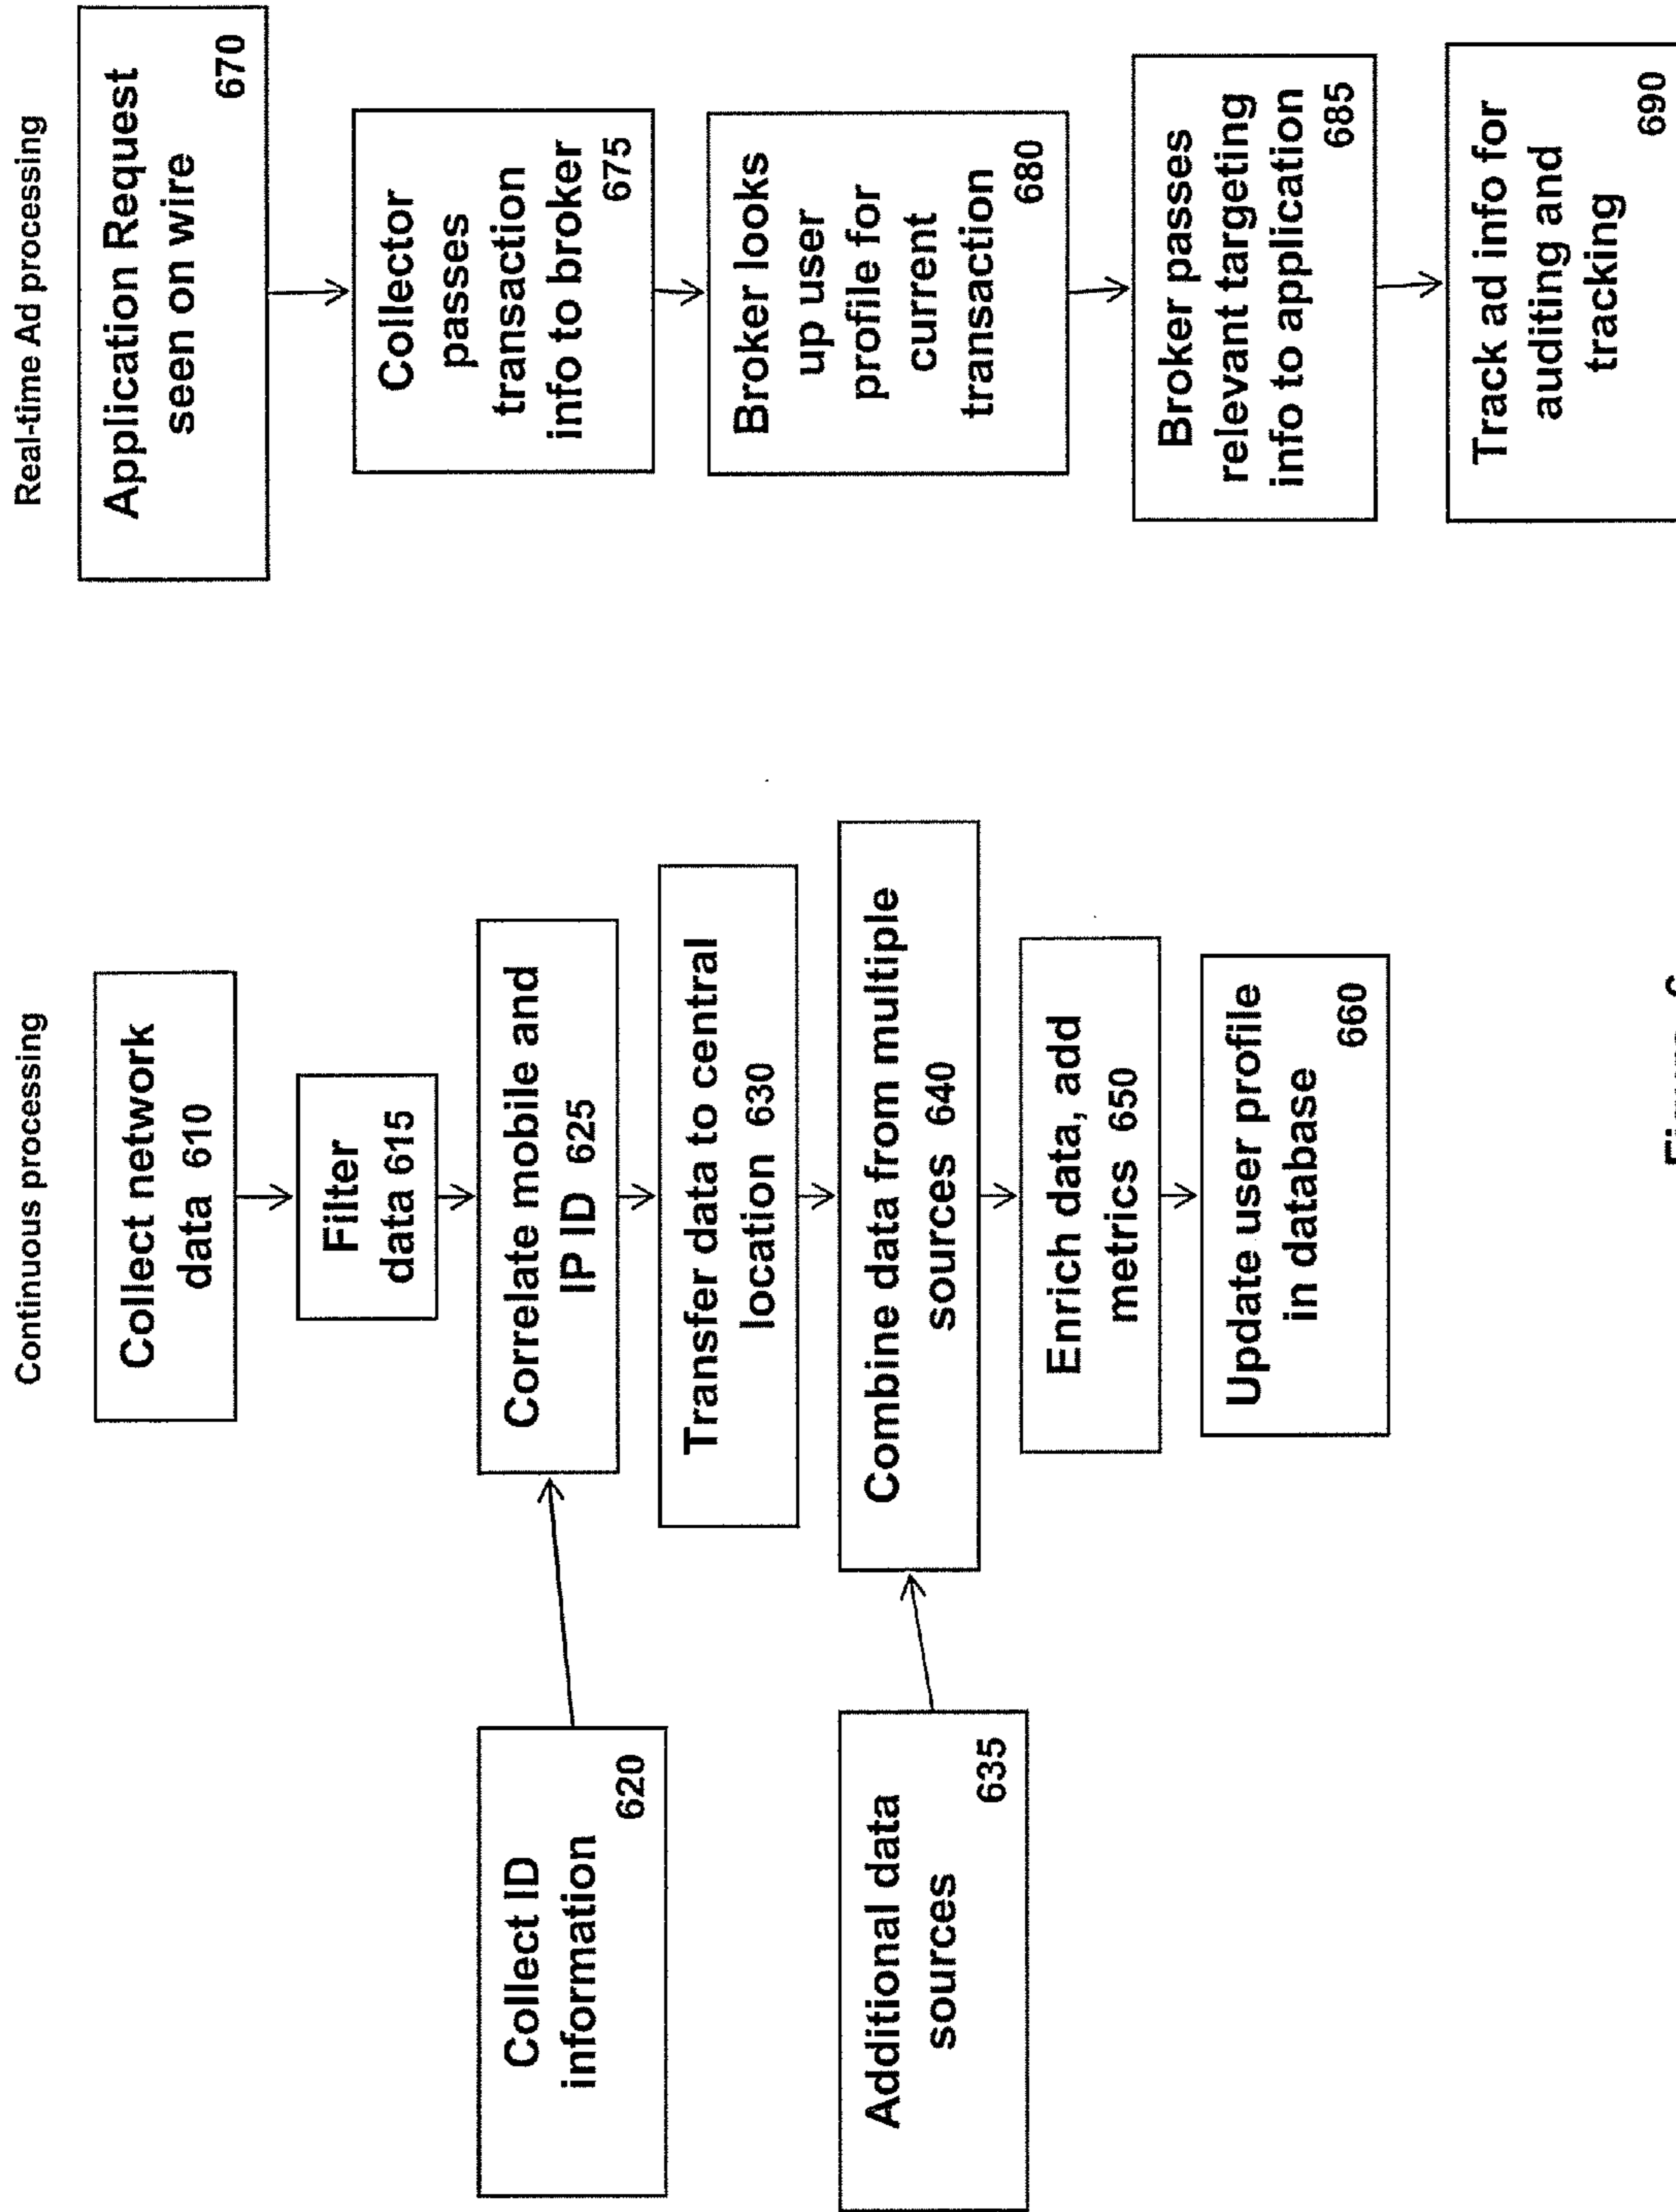 Continuous processing
Collect network
data 610
Filter
data 615
Collect ID
information
620
Correlate mobile and
IP ID 625
Transfer data to central
location 630
Additional data
sources
635
Combine data from multiple
sources 640
Enrich data, add
metrics 650
Update user profile
in database
660
Real-time Ad processing
Application Request
seen on wire
670
Collector
passes
transaction
info to broker
675
Broker looks
up user
profile for
current
transaction
680
Broker passes
relevant targeting
info to application
685
Track ad info for
auditing and
tracking
690